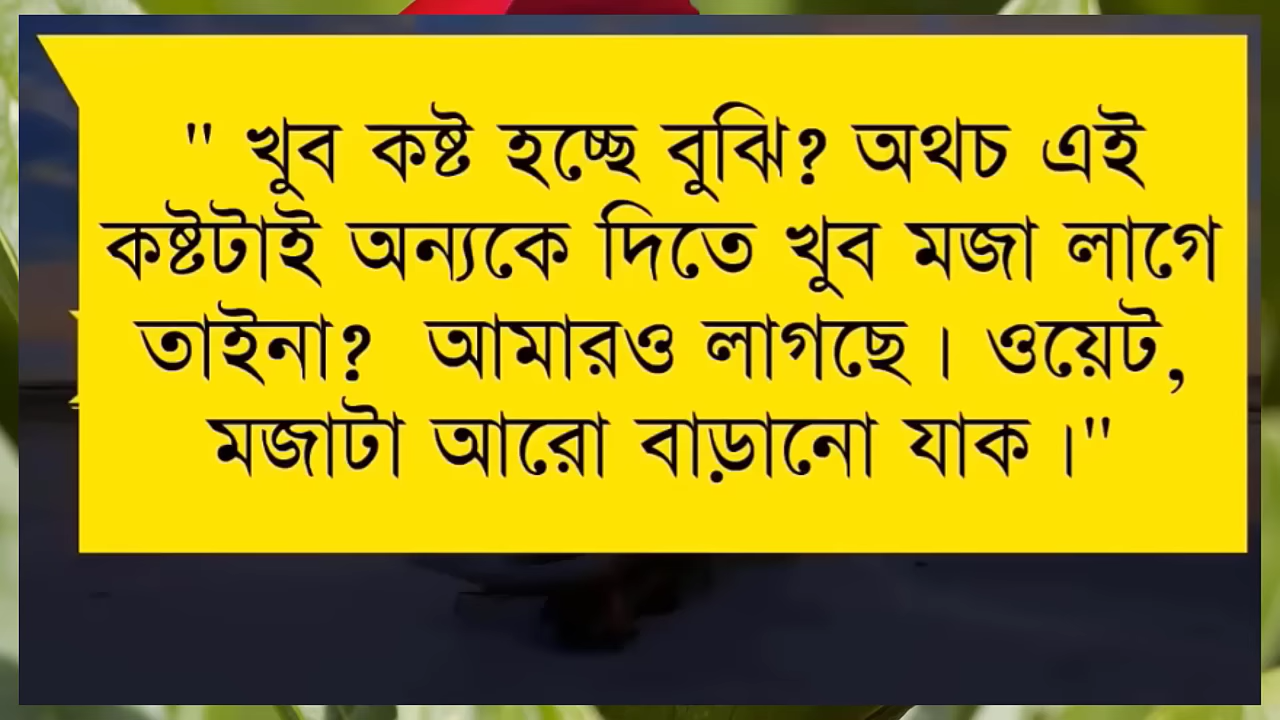 " খুব কষ্ট হচ্ছে বুঝি? অথচ এই
কষ্টটাই অন্যকে দিতে খুব মজা লাগে
তাইনা?  আমারও লাগছে। ওয়েট,
মজাটা আরো বাড়ানো যাক।"